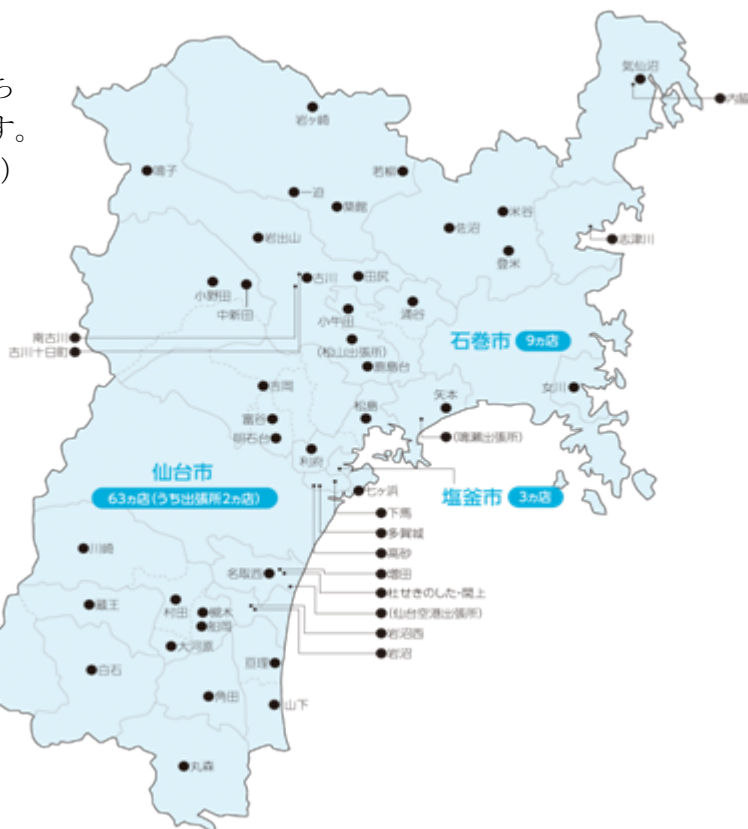 ち
す。
)
気仙沼
内脇
岩ヶ崎
鳴子
若柳
一迫
築館
米谷
佐沼
岩出山
志津川
登米
古川
田尻
小野田
中新田
涌谷
小牛田
南古川
古川十日町
(松山出張所)
石巻市 9ヵ店
鹿島台
吉岡
女川
矢本
松島
富谷
明石台
(鳴瀬出張所)
利府
仙台市
63ヵ店(うち出張所2ヵ店)
七ヶ浜
塩釜市 3ヵ店
下馬
多賀城
高砂
川崎
名取西
増田
杜せきのした・閖上
蔵王
村田
槻木
(仙台空港出張所)
船岡
岩沼西
大河原
岩沼
白石
亘理
角田
山下
丸森